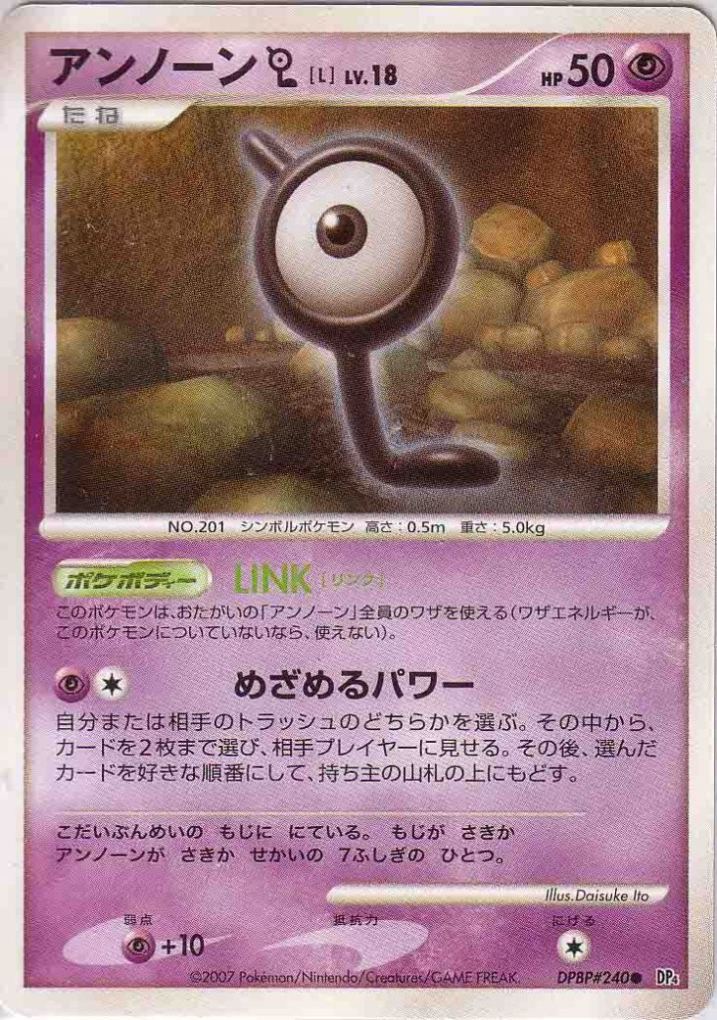 アンノーン [L] LV.18 HP 50
たね
NO.201 シンボルポケモン 高さ：0.5m 重さ：5.0kg
ポケボディー LINK [リンク]
このポケモンは、おたがいの「アンノーン」全員のワザを使える（ワザエネルギーが、
このポケモンについていないなら、使えない）。
めざめるパワー
自分または相手のトラッシュのどちらかを選ぶ。その中から、
カードを2枚まで選び、相手プレイヤーに見せる。その後、選んだ
カードを好きな順番にして、持ち主の山札の上にもどす。
こだいぶんめいの もじに にている。 もじが さきか
アンノーンが さきか せかいの 7ふしぎの ひとつ。
Illus.Daisuke Ito
弱点 抵抗力 にげる
+10
©2007 Pokémon/Nintendo/Creatures/GAME FREAK. DPBP#240● DP4